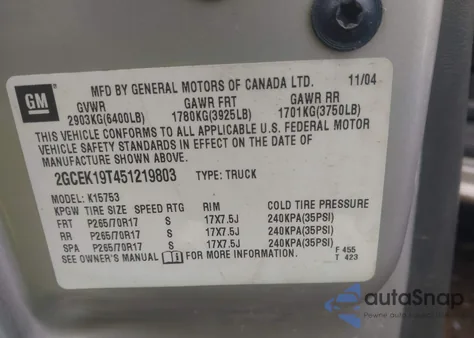 GM
MFD BY GENERAL MOTORS OF CANADA LTD. 11/04
GVWR GAWR FRT GAWR RR
2903KG(6400LB) 1780KG(3925LB) 1701KG(3750LB)
THIS VEHICLE CONFORMS TO ALL APPLICABLE U.S. FEDERAL MOTOR
VEHICLE SAFETY STANDARDS IN EFFECT ON THE DATE OF
MANUFACTURE SHOWN ABOVE.
2GCEK19T451219803 TYPE: TRUCK
MODEL: K15753
KPGW TIRE SIZE SPEED RTG RIM COLD TIRE PRESSURE
FRT P265/70R17 S 17X7.5J 240KPA(35PSI)
RR P265/70R17 S 17X7.5J 240KPA(35PSI)
SPA P265/70R17 S 17X7.5J 240KPA(35PSI)
SEE OWNER'S MANUAL FOR MORE INFORMATION. F 455
T 423
autoSnap
Pewne auto